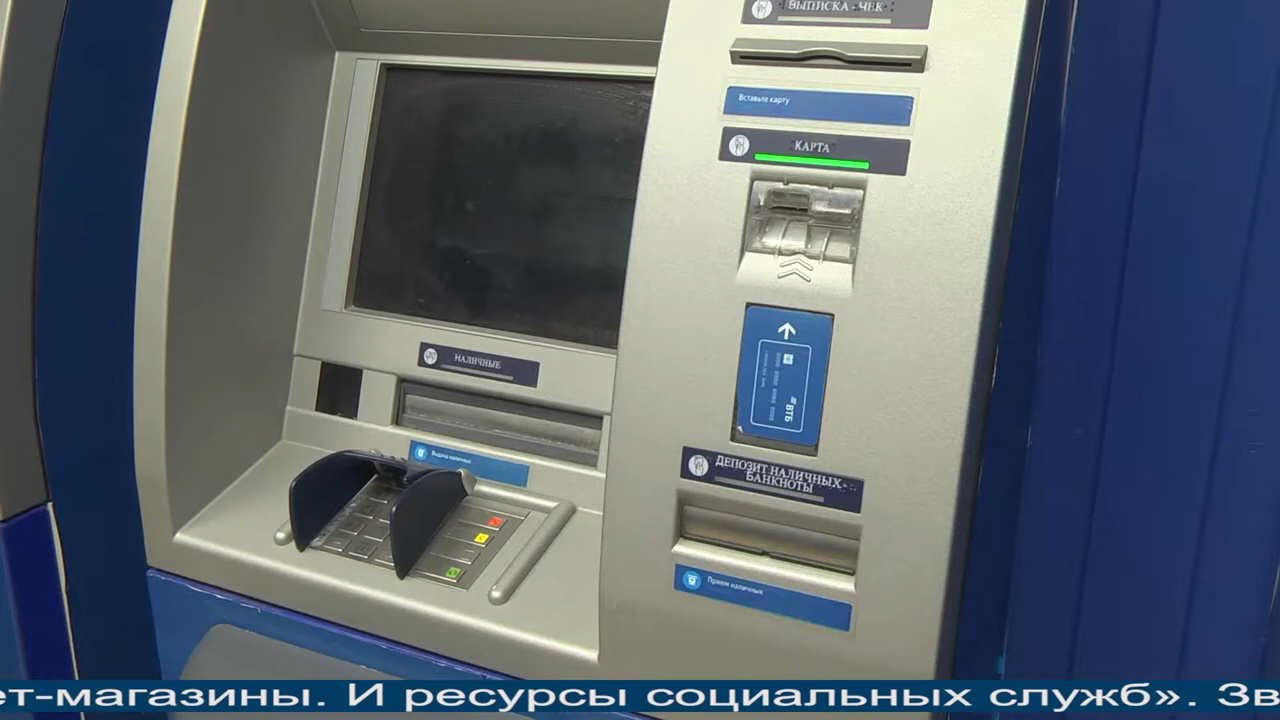 ВЫПИСКА -ЧЕК
Вставьте карту
КАРТА
ВТБ
НАЛИЧНЫЕ
Выдача наличных
ДЕПОЗИТ НАЛИЧНЫХ-
БАНКНОТЫ
Прием наличных
ет-магазины. И ресурсы социальных служб». Зв